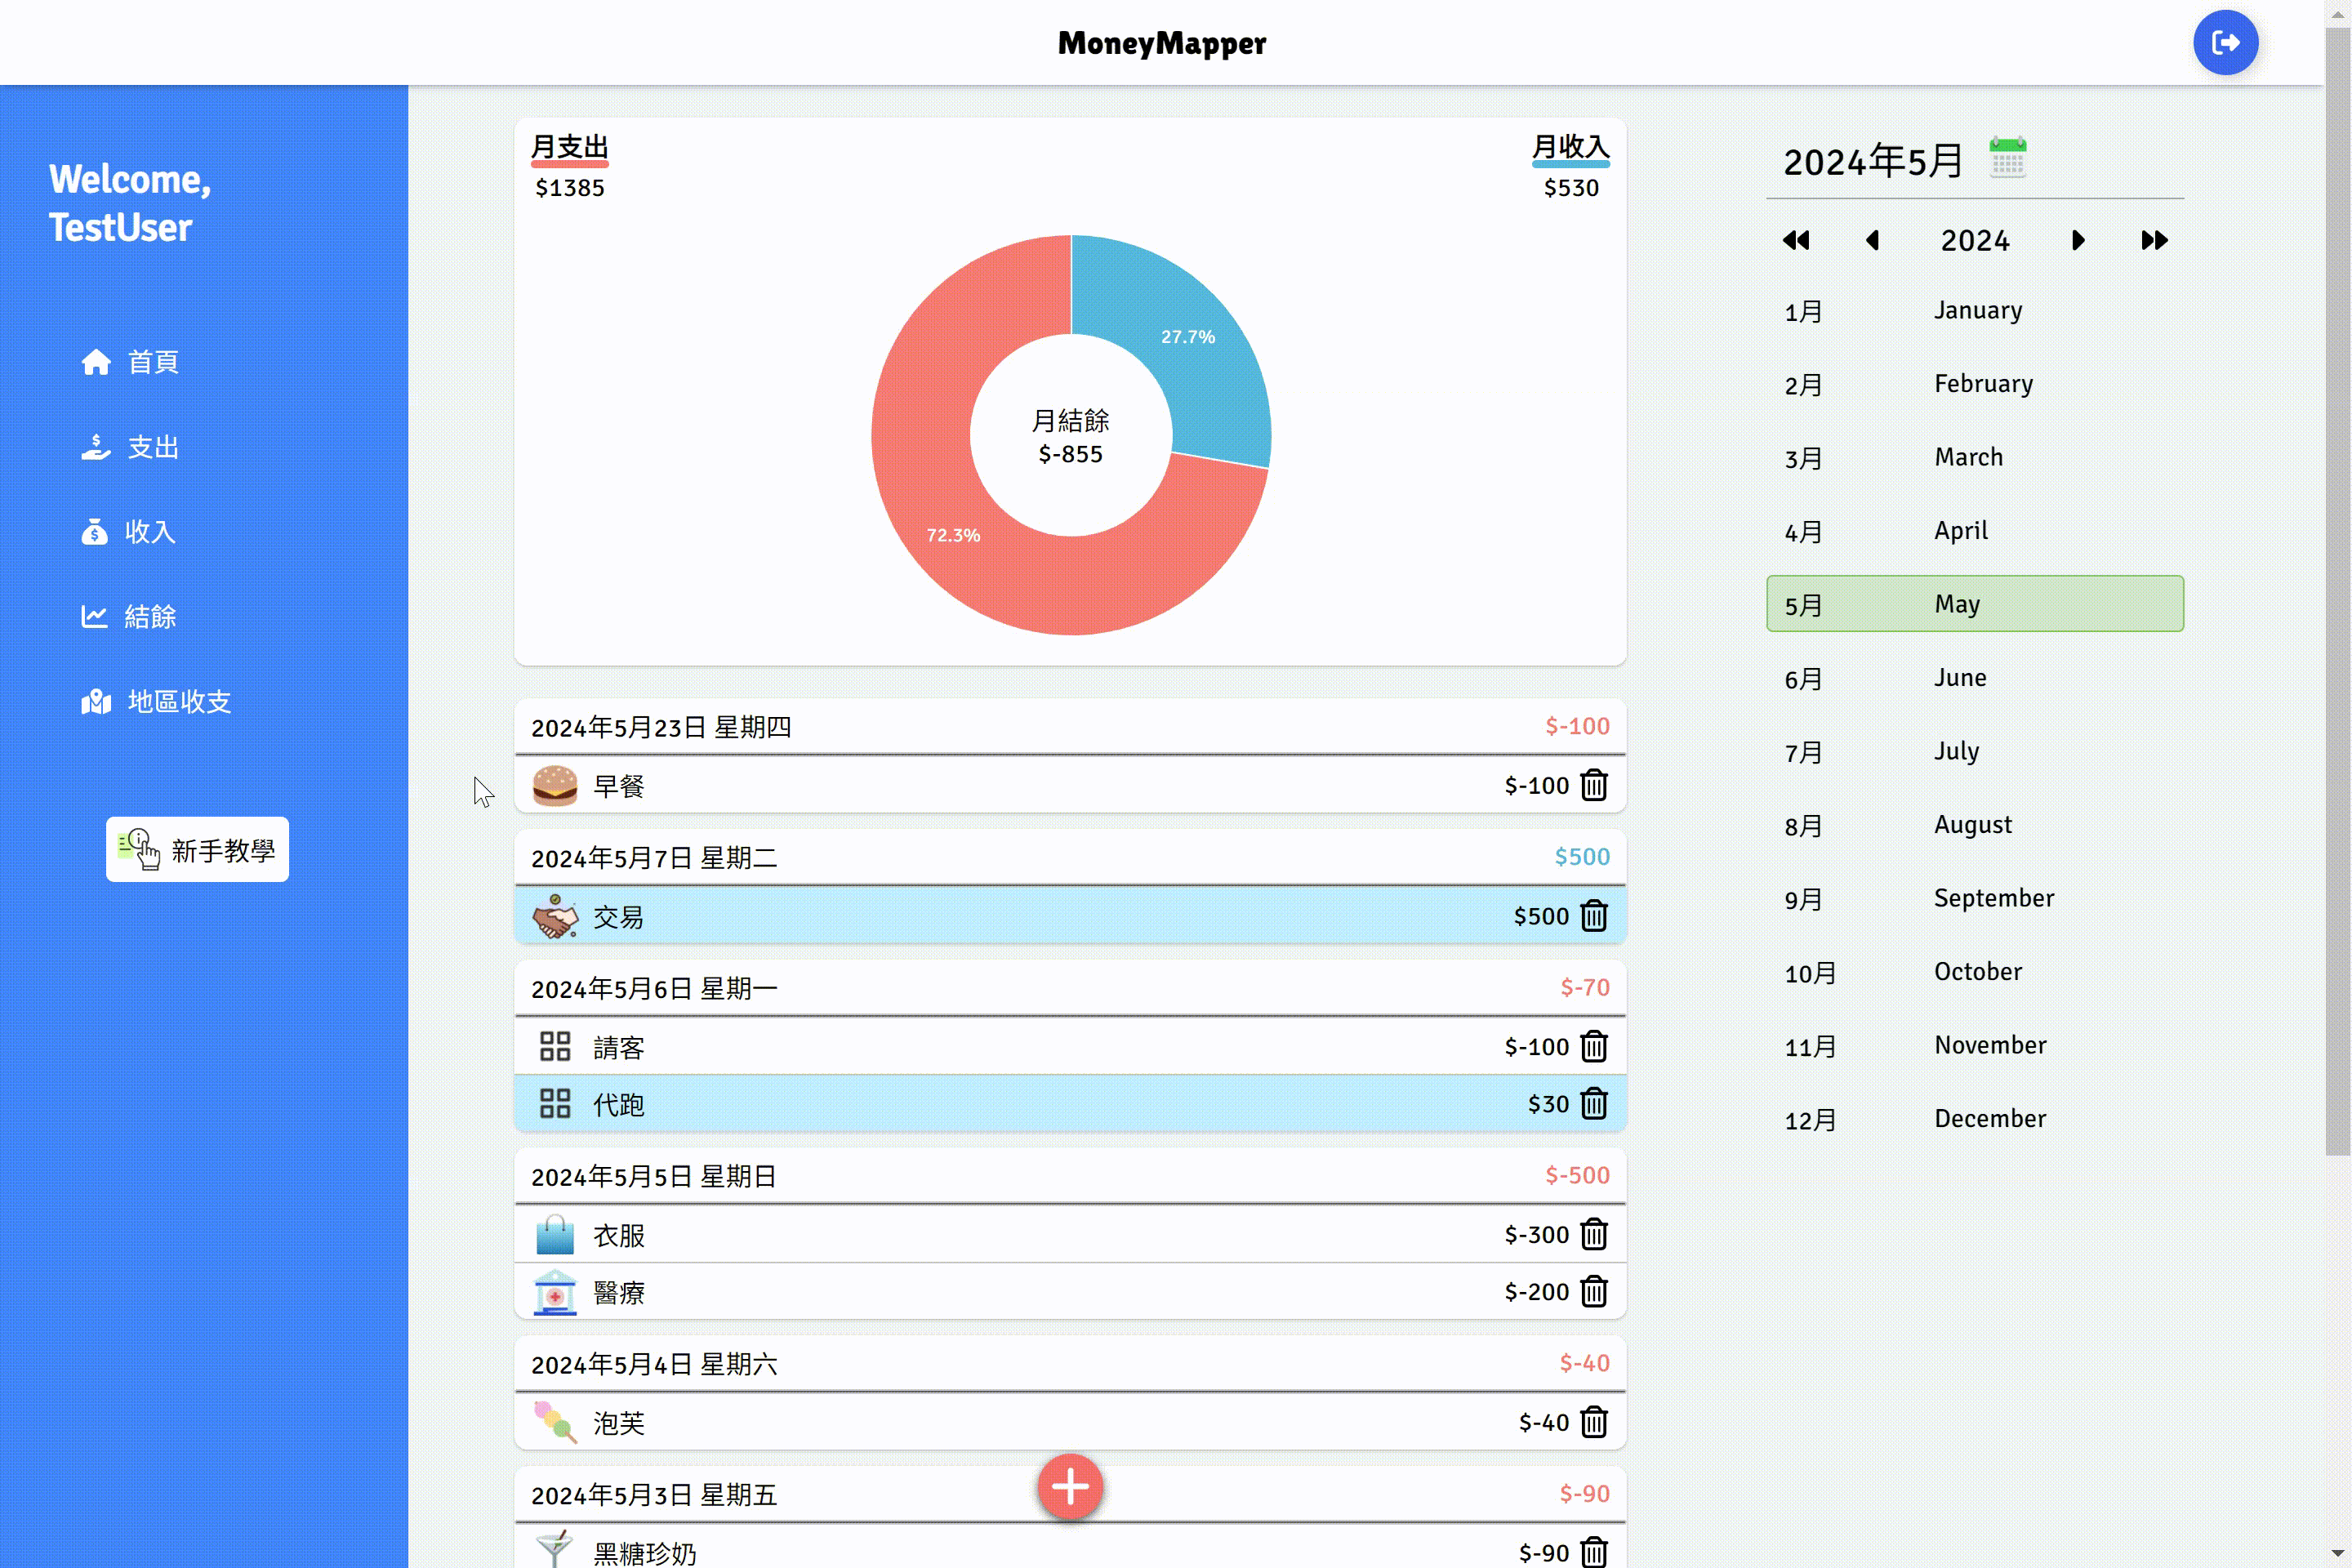 MoneyMapper
Welcome,
TestUser
首頁
支出
收入
結餘
地區收支
新手教學
月支出
$1385
月收入
$530
27.7%
72.3%
月結餘
$-855
2024年5月23日 星期四 $-100
早餐 $-100
2024年5月7日 星期二 $500
交易 $500
2024年5月6日 星期一 $-70
請客 $-100
代跑 $30
2024年5月5日 星期日 $-500
衣服 $-300
醫療 $-200
2024年5月4日 星期六 $-40
泡芙 $-40
2024年5月3日 星期五 $-90
黑糖珍奶 $-90
2024年5月
2024
1月 January
2月 February
3月 March
4月 April
5月 May
6月 June
7月 July
8月 August
9月 September
10月 October
11月 November
12月 December